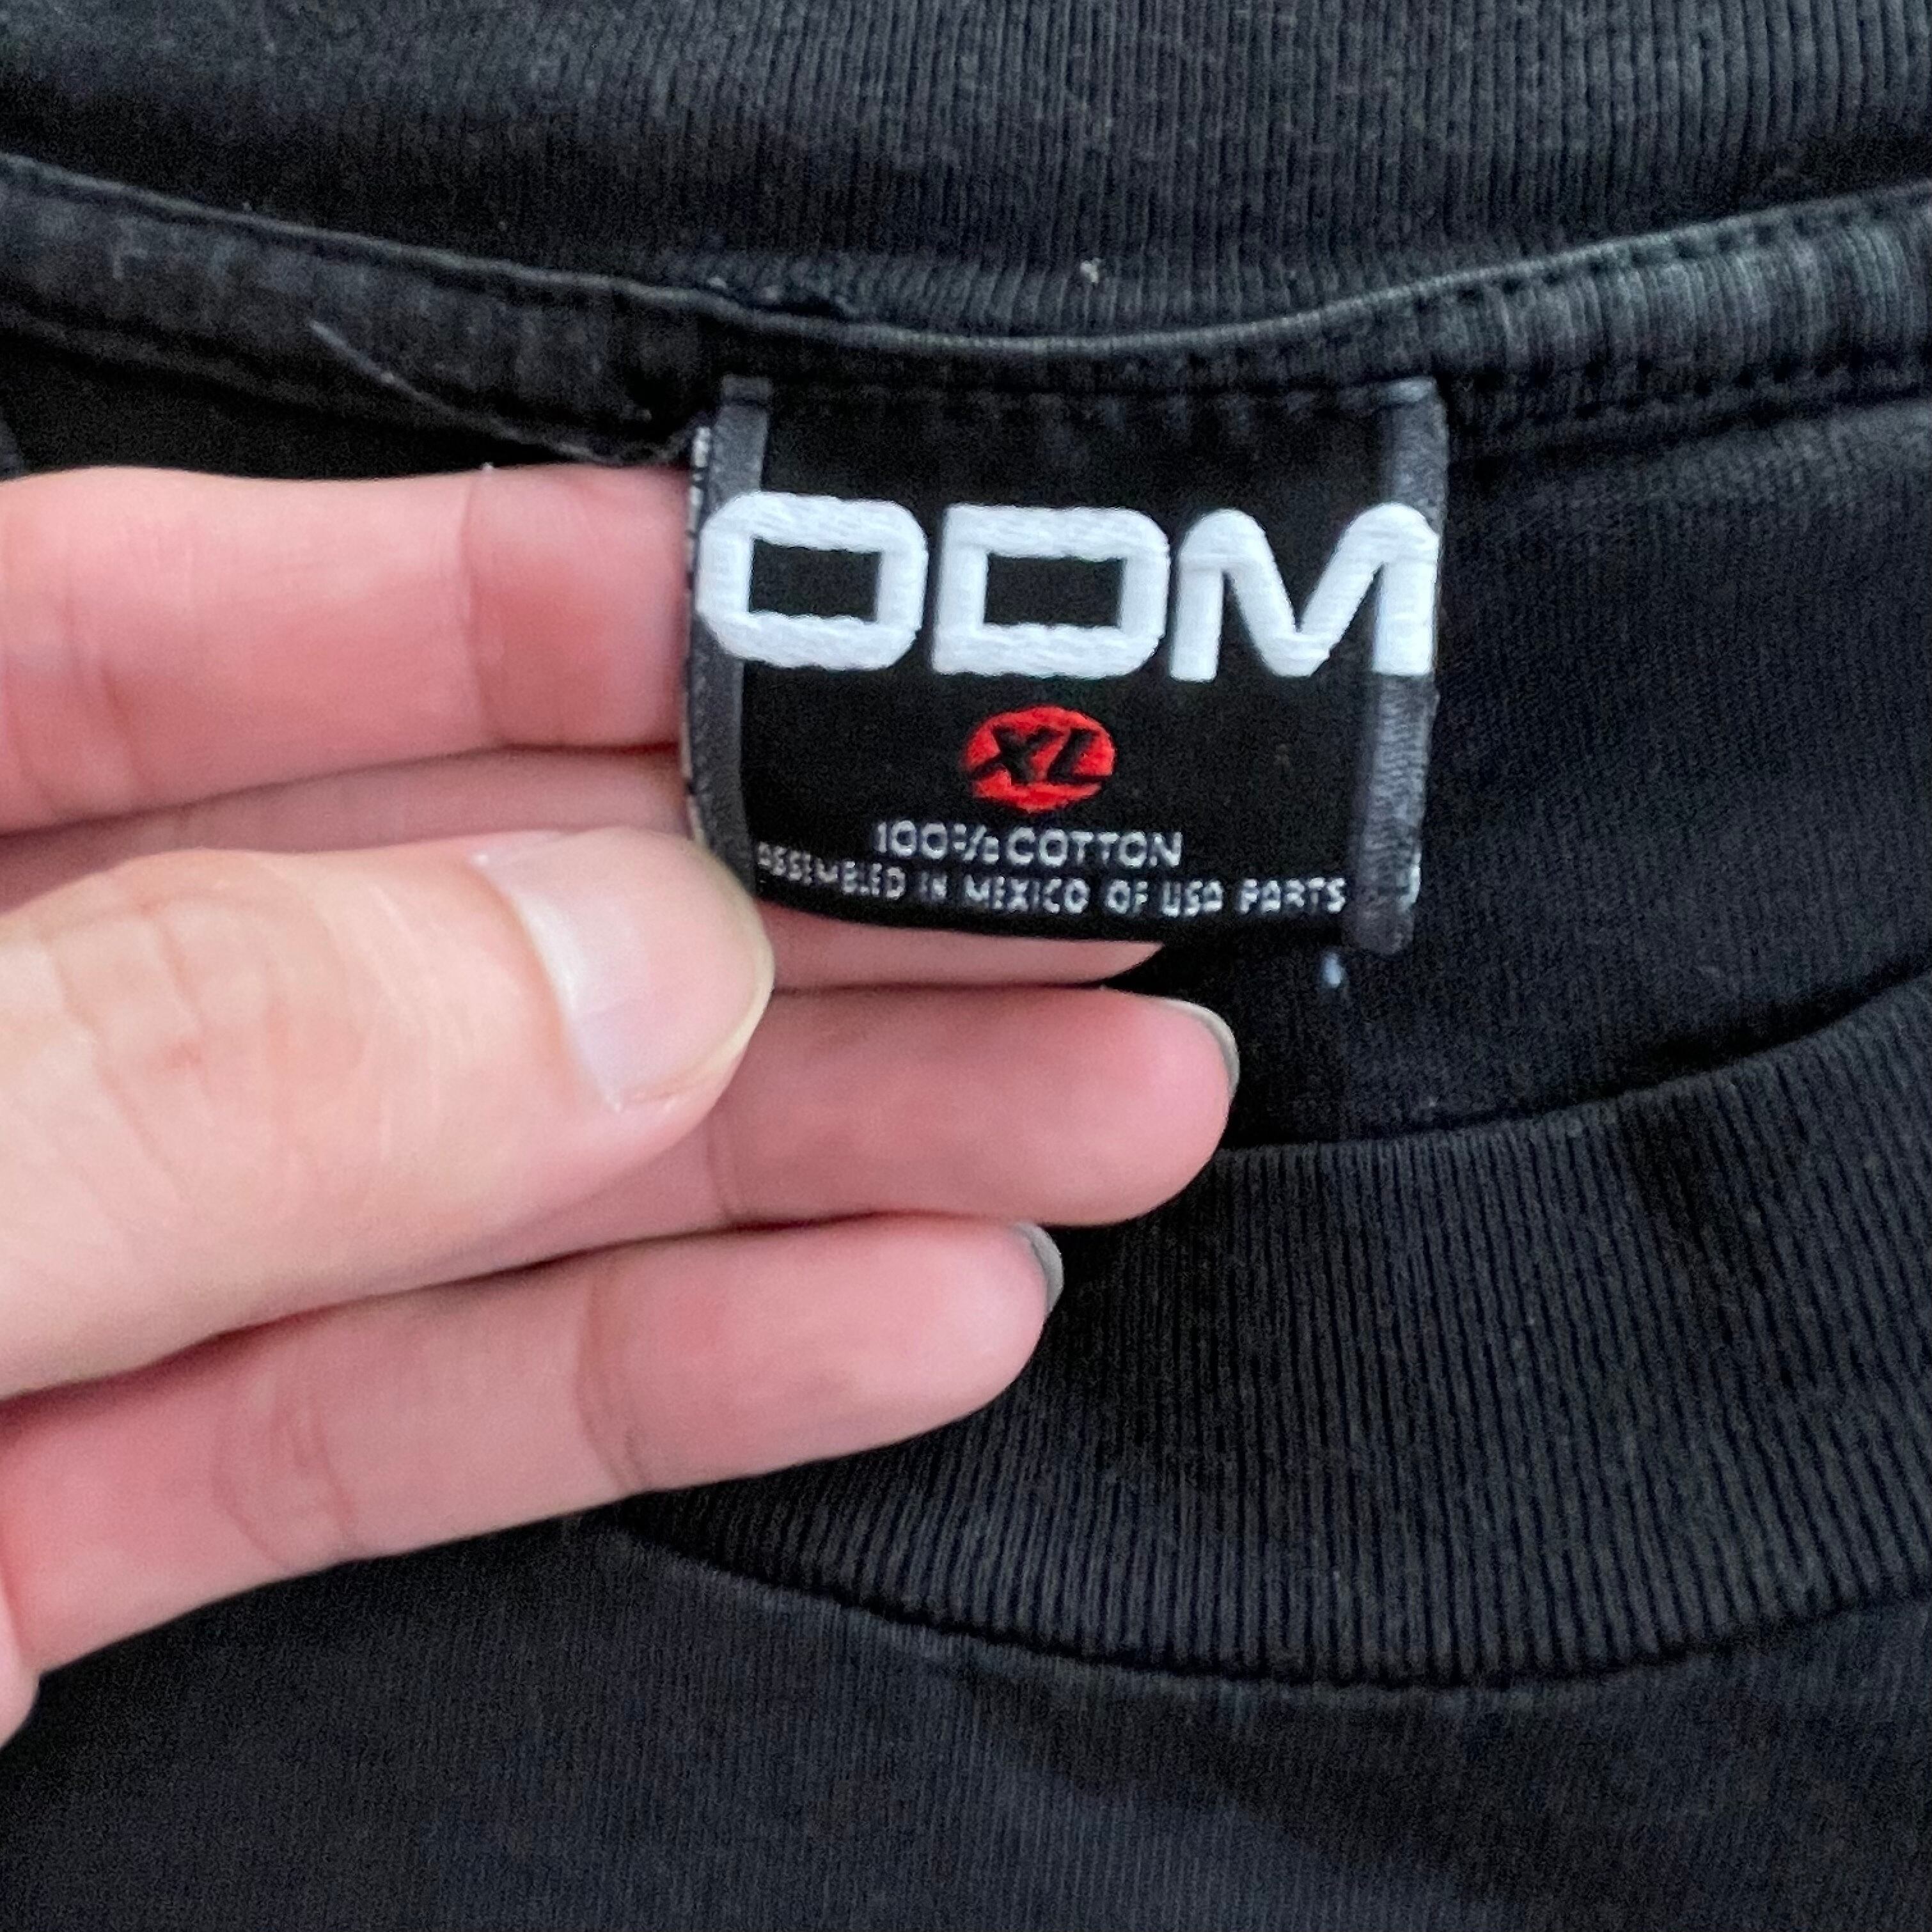 ODM
XL
100% COTTON
ASSEMBLED IN MEXICO OF USA PARTS